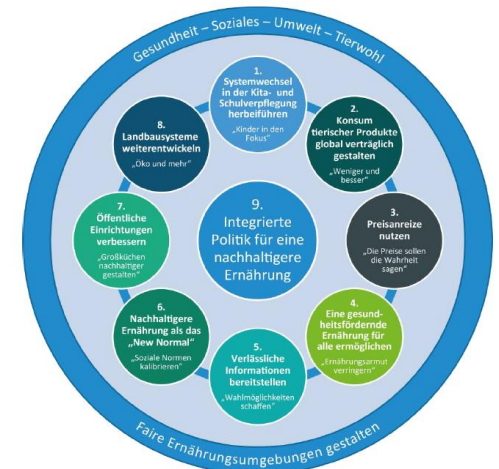 Gesundheit – Soziales – Umwelt – Tierwohl
1.
Systemwechsel
in der Kita- und
Schulverpflegung
herbeiführen
„Kinder in den
Fokus“
2.
Konsum
tierischer Produkte
global verträglich
gestalten
„Weniger und
besser“
3.
Preisanreize
nutzen
„Die Preise sollen
die Wahrheit
sagen“
4.
Eine gesund-
heitsfördernde
Ernährung für
alle ermöglichen
„Ernährungsarmut
verringern“
5.
Verlässliche
Informationen
bereitstellen
„Wahlmöglichkeiten
schaffen“
6.
Nachhaltigere
Ernährung als das
„New Normal“
„Soziale Normen
kalibrieren“
7.
Öffentliche
Einrichtungen
verbessern
„Großküchen
nachhaltiger
gestalten“
8.
Landbausysteme
weiterentwickeln
„Öko und mehr“
9.
Integrierte
Politik für eine
nachhaltigere
Ernährung
Faire Ernährungsumgebungen gestalten